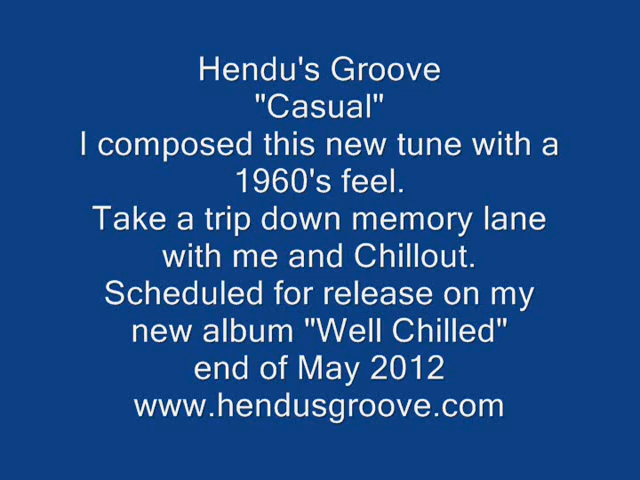 Hendu's Groove
"Casual"
I composed this new tune with a
1960's feel.
Take a trip down memory lane
with me and Chillout.
Scheduled for release on my
new album "Well Chilled"
end of May 2012
www.hendusgroove.com